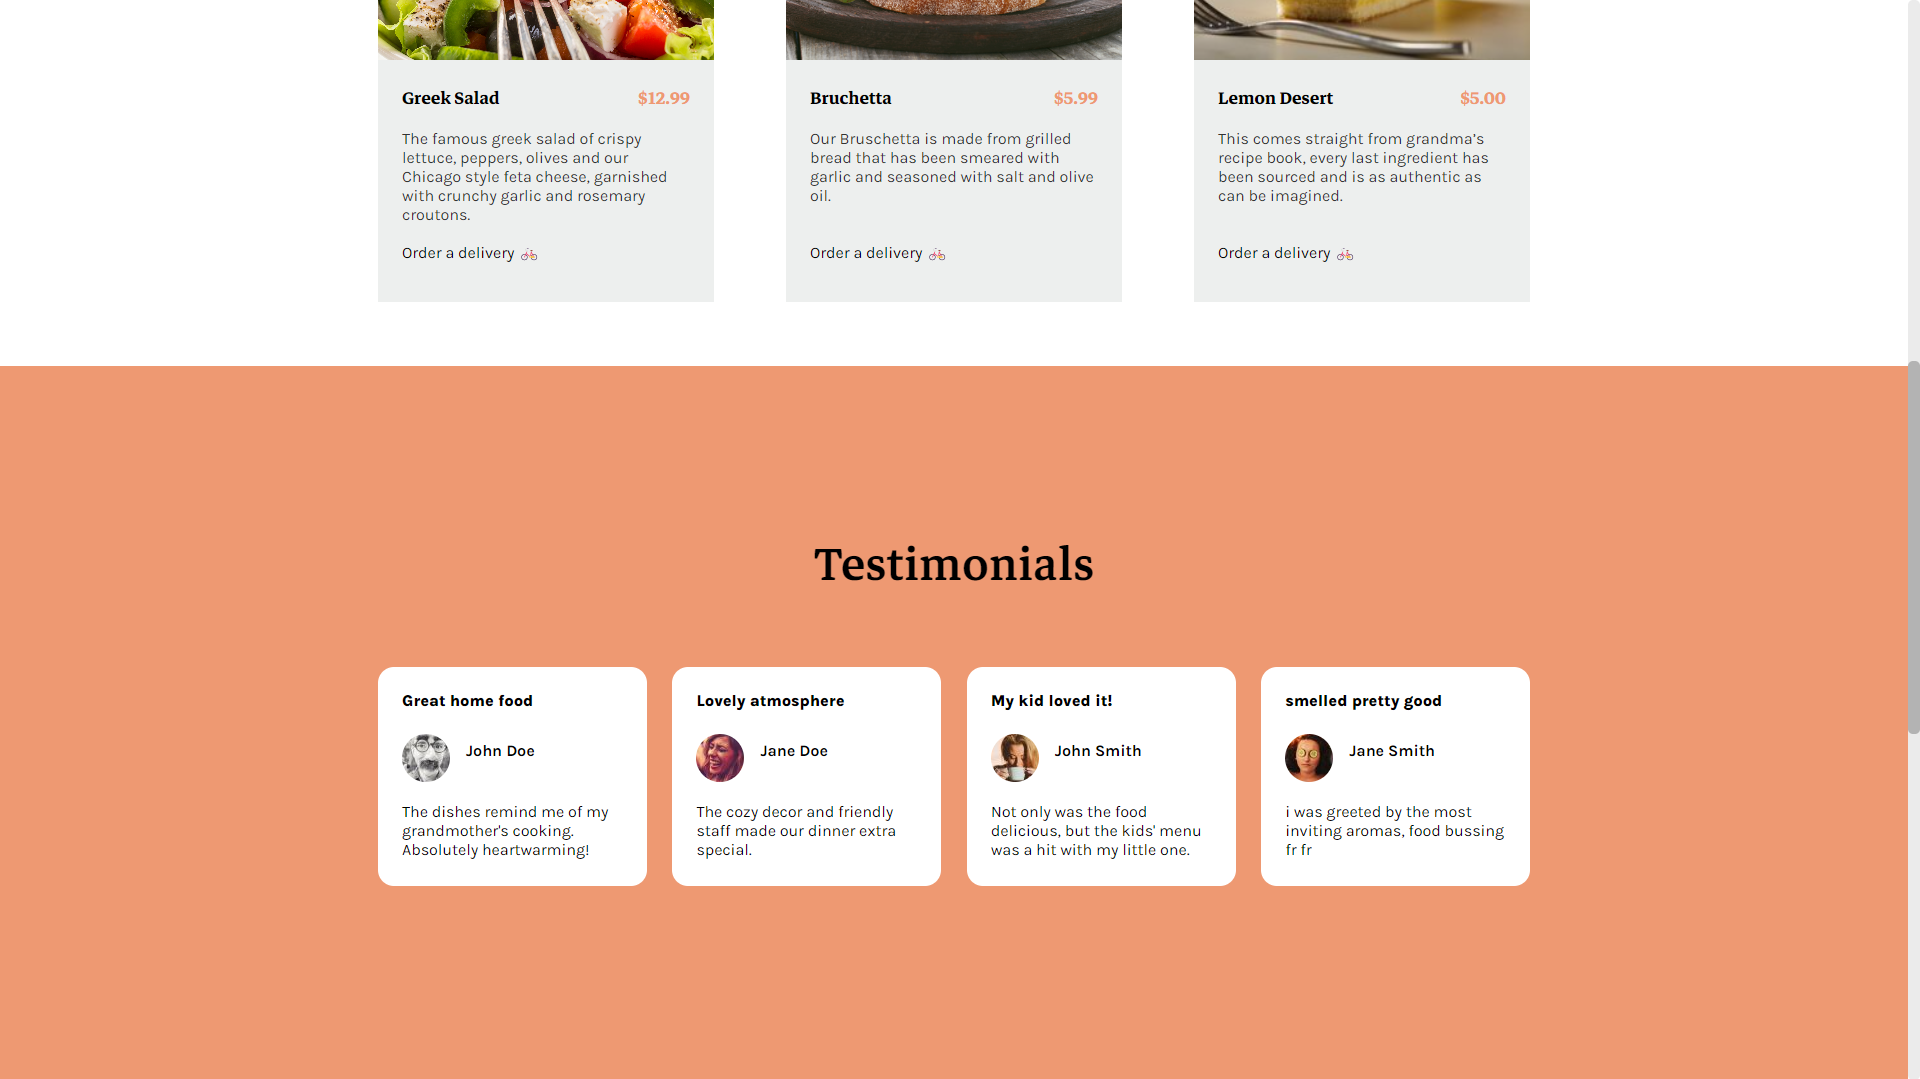 Greek Salad $12.99
The famous greek salad of crispy
lettuce, peppers, olives and our
Chicago style feta cheese, garnished
with crunchy garlic and rosemary
croutons.
Order a delivery
Bruchetta $5.99
Our Bruschetta is made from grilled
bread that has been smeared with
garlic and seasoned with salt and olive
oil.
Order a delivery
Lemon Desert $5.00
This comes straight from grandma’s
recipe book, every last ingredient has
been sourced and is as authentic as
can be imagined.
Order a delivery
Testimonials
Great home food
John Doe
The dishes remind me of my
grandmother's cooking.
Absolutely heartwarming!
Lovely atmosphere
Jane Doe
The cozy decor and friendly
staff made our dinner extra
special.
My kid loved it!
John Smith
Not only was the food
delicious, but the kids' menu
was a hit with my little one.
smelled pretty good
Jane Smith
i was greeted by the most
inviting aromas, food bussing
fr fr